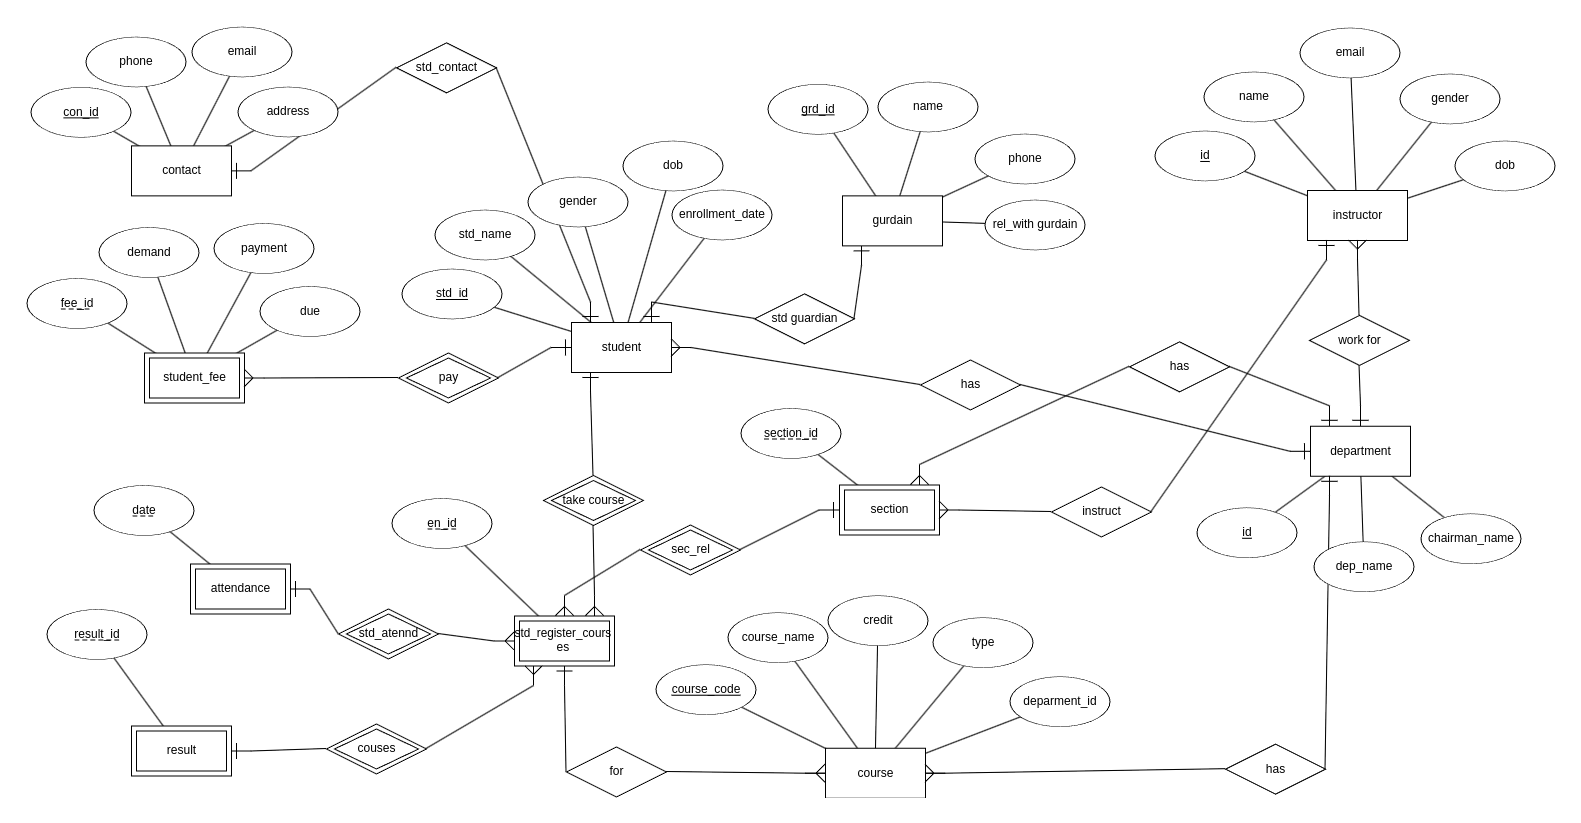 email
phone
email
std_contact
address
con_id
grd_id
name
name
gender
contact
id
dob
dob
phone
gender
enrollment_date
instructor
gurdain
rel_with gurdain
std_name
demand
payment
std_id
fee_id
due
std guardian
work for
student
has
student_fee
pay
has
section_id
department
take course
section
instruct
date
en_id
id
chairman_name
sec_rel
dep_name
attendance
result_id
std_atennd
std_register_cours
es
credit
course_name
type
course_code
deparment_id
result
couses
for
course
has